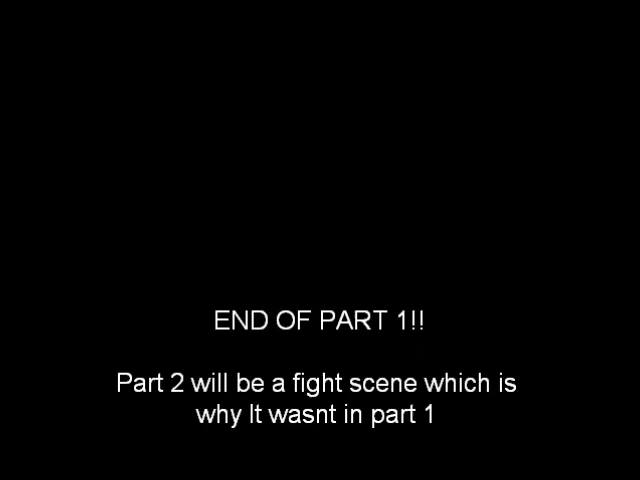 END OF PART 1!!
Part 2 will be a fight scene which is
why It wasnt in part 1